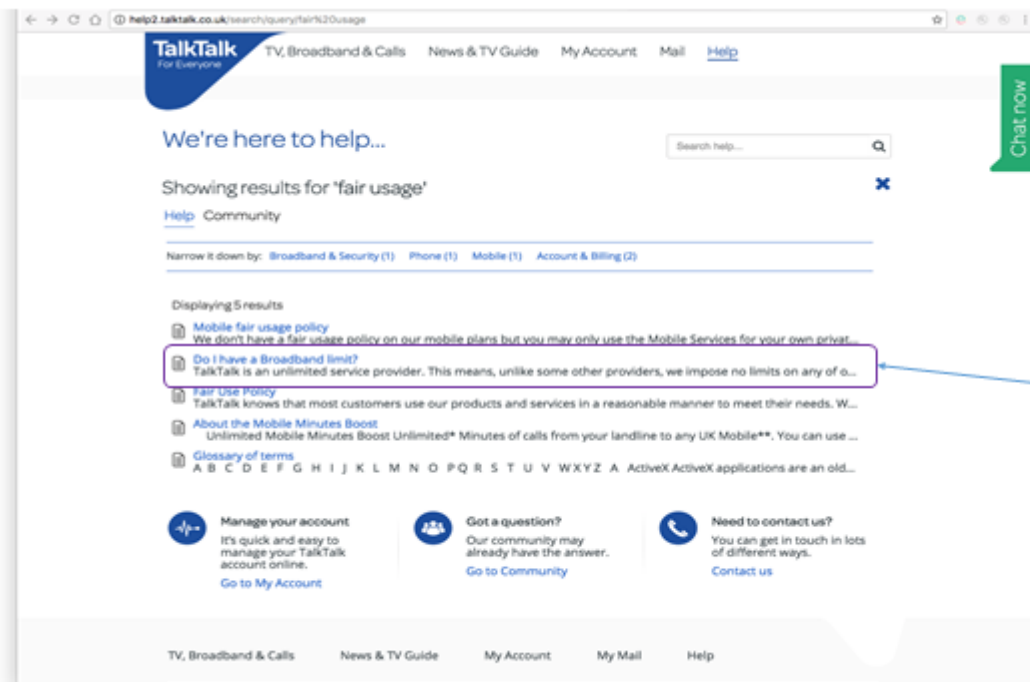 help2.talktalk.co.uk/search/query/fair%20usage
TalkTalk
For Everyone
TV, Broadband & Calls News & TV Guide My Account Mail Help
Chat now
We're here to help...
Search help...
Showing results for 'fair usage'
Help Community
Narrow it down by: Broadband & Security (1) Phone (1) Mobile (1) Account & Billing (2)
Displaying 5 results
Mobile fair usage policy
We don't have a fair usage policy on our mobile plans but you may only use the Mobile Services for your own privat...
Do I have a Broadband limit?
TalkTalk is an unlimited service provider. This means, unlike some other providers, we impose no limits on any of o...
Fair Use Policy
TalkTalk knows that most customers use our products and services in a reasonable manner to meet their needs. W...
About the Mobile Minutes Boost
Unlimited Mobile Minutes Boost Unlimited* Minutes of calls from your landline to any UK Mobile**. You can use ...
Glossary of terms
A B C D E F G H I J K L M N O P Q R S T U V W X Y Z A ActiveX ActiveX applications are an old...
Manage your account
It's quick and easy to
manage your TalkTalk
account online.
Go to My Account
Got a question?
Our community may
already have the answer.
Go to Community
Need to contact us?
You can get in touch in lots
of different ways.
Contact us
TV, Broadband & Calls News & TV Guide My Account My Mail Help